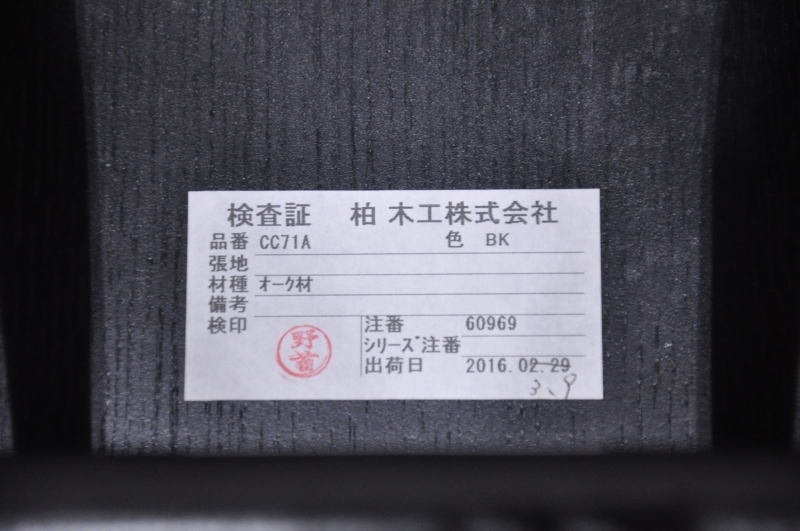 検査証 柏木工株式会社
品番 CC71A 色 BK
張地
材種 オーク材
備考
検印 注番 60969
野首
シリーズ注番
出荷日 2016.02.29
3.9